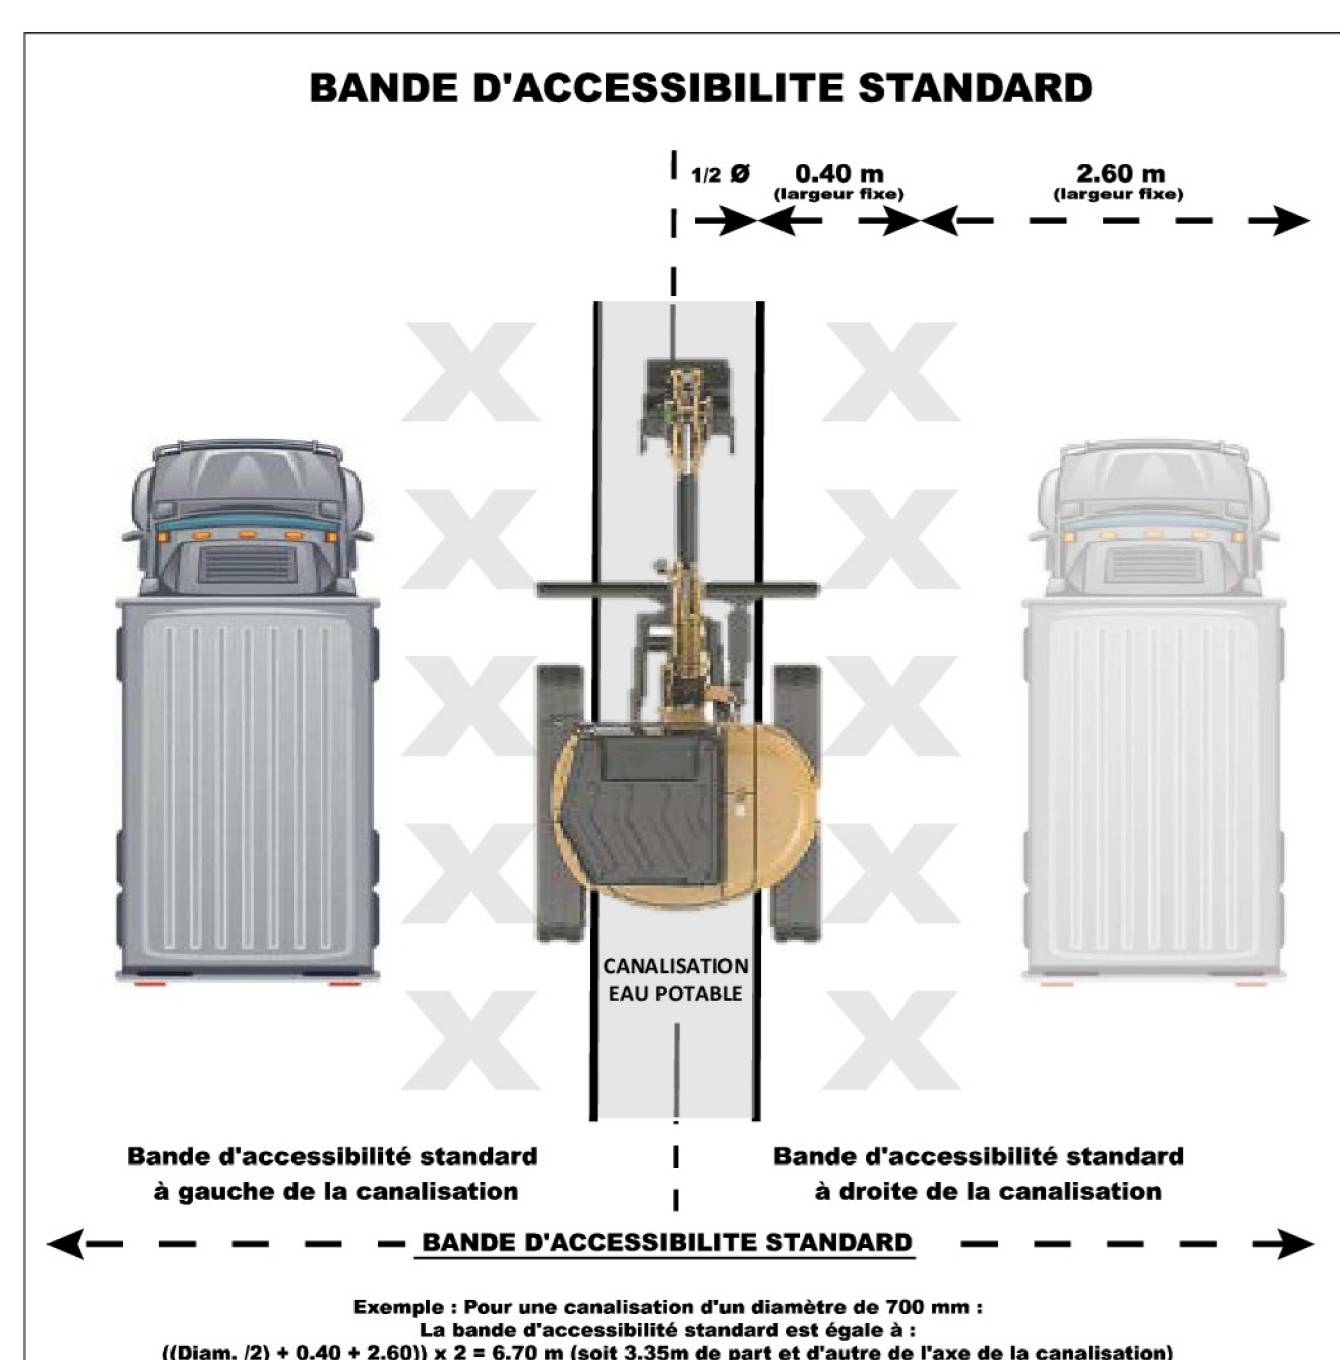 BANDE D'ACCESSIBILITE STANDARD
1/2 Ø 0.40 m 2.60 m
(largeur fixe) (largeur fixe)
X X
X X
X X
X X
X X
CANALISATION
EAU POTABLE
Bande d'accessibilité standard
à gauche de la canalisation
Bande d'accessibilité standard
à droite de la canalisation
BANDE D'ACCESSIBILITE STANDARD
Exemple : Pour une canalisation d'un diamètre de 700 mm :
La bande d'accessibilité standard est égale à :
((Diam. /2) + 0.40 + 2.60)) x 2 = 6.70 m (soit 3.35m de part et d'autre de l'axe de la canalisation)